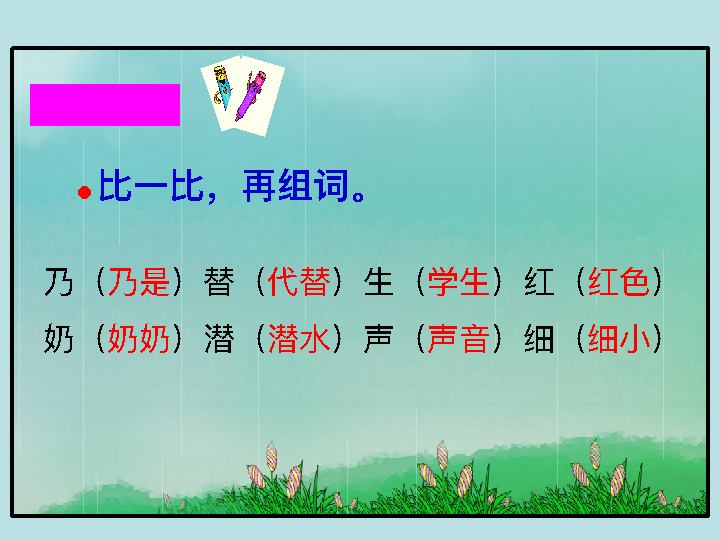 比一比，再组词。
乃（乃是）替（代替）生（学生）红（红色）
奶（奶奶）潜（潜水）声（声音）细（细小）